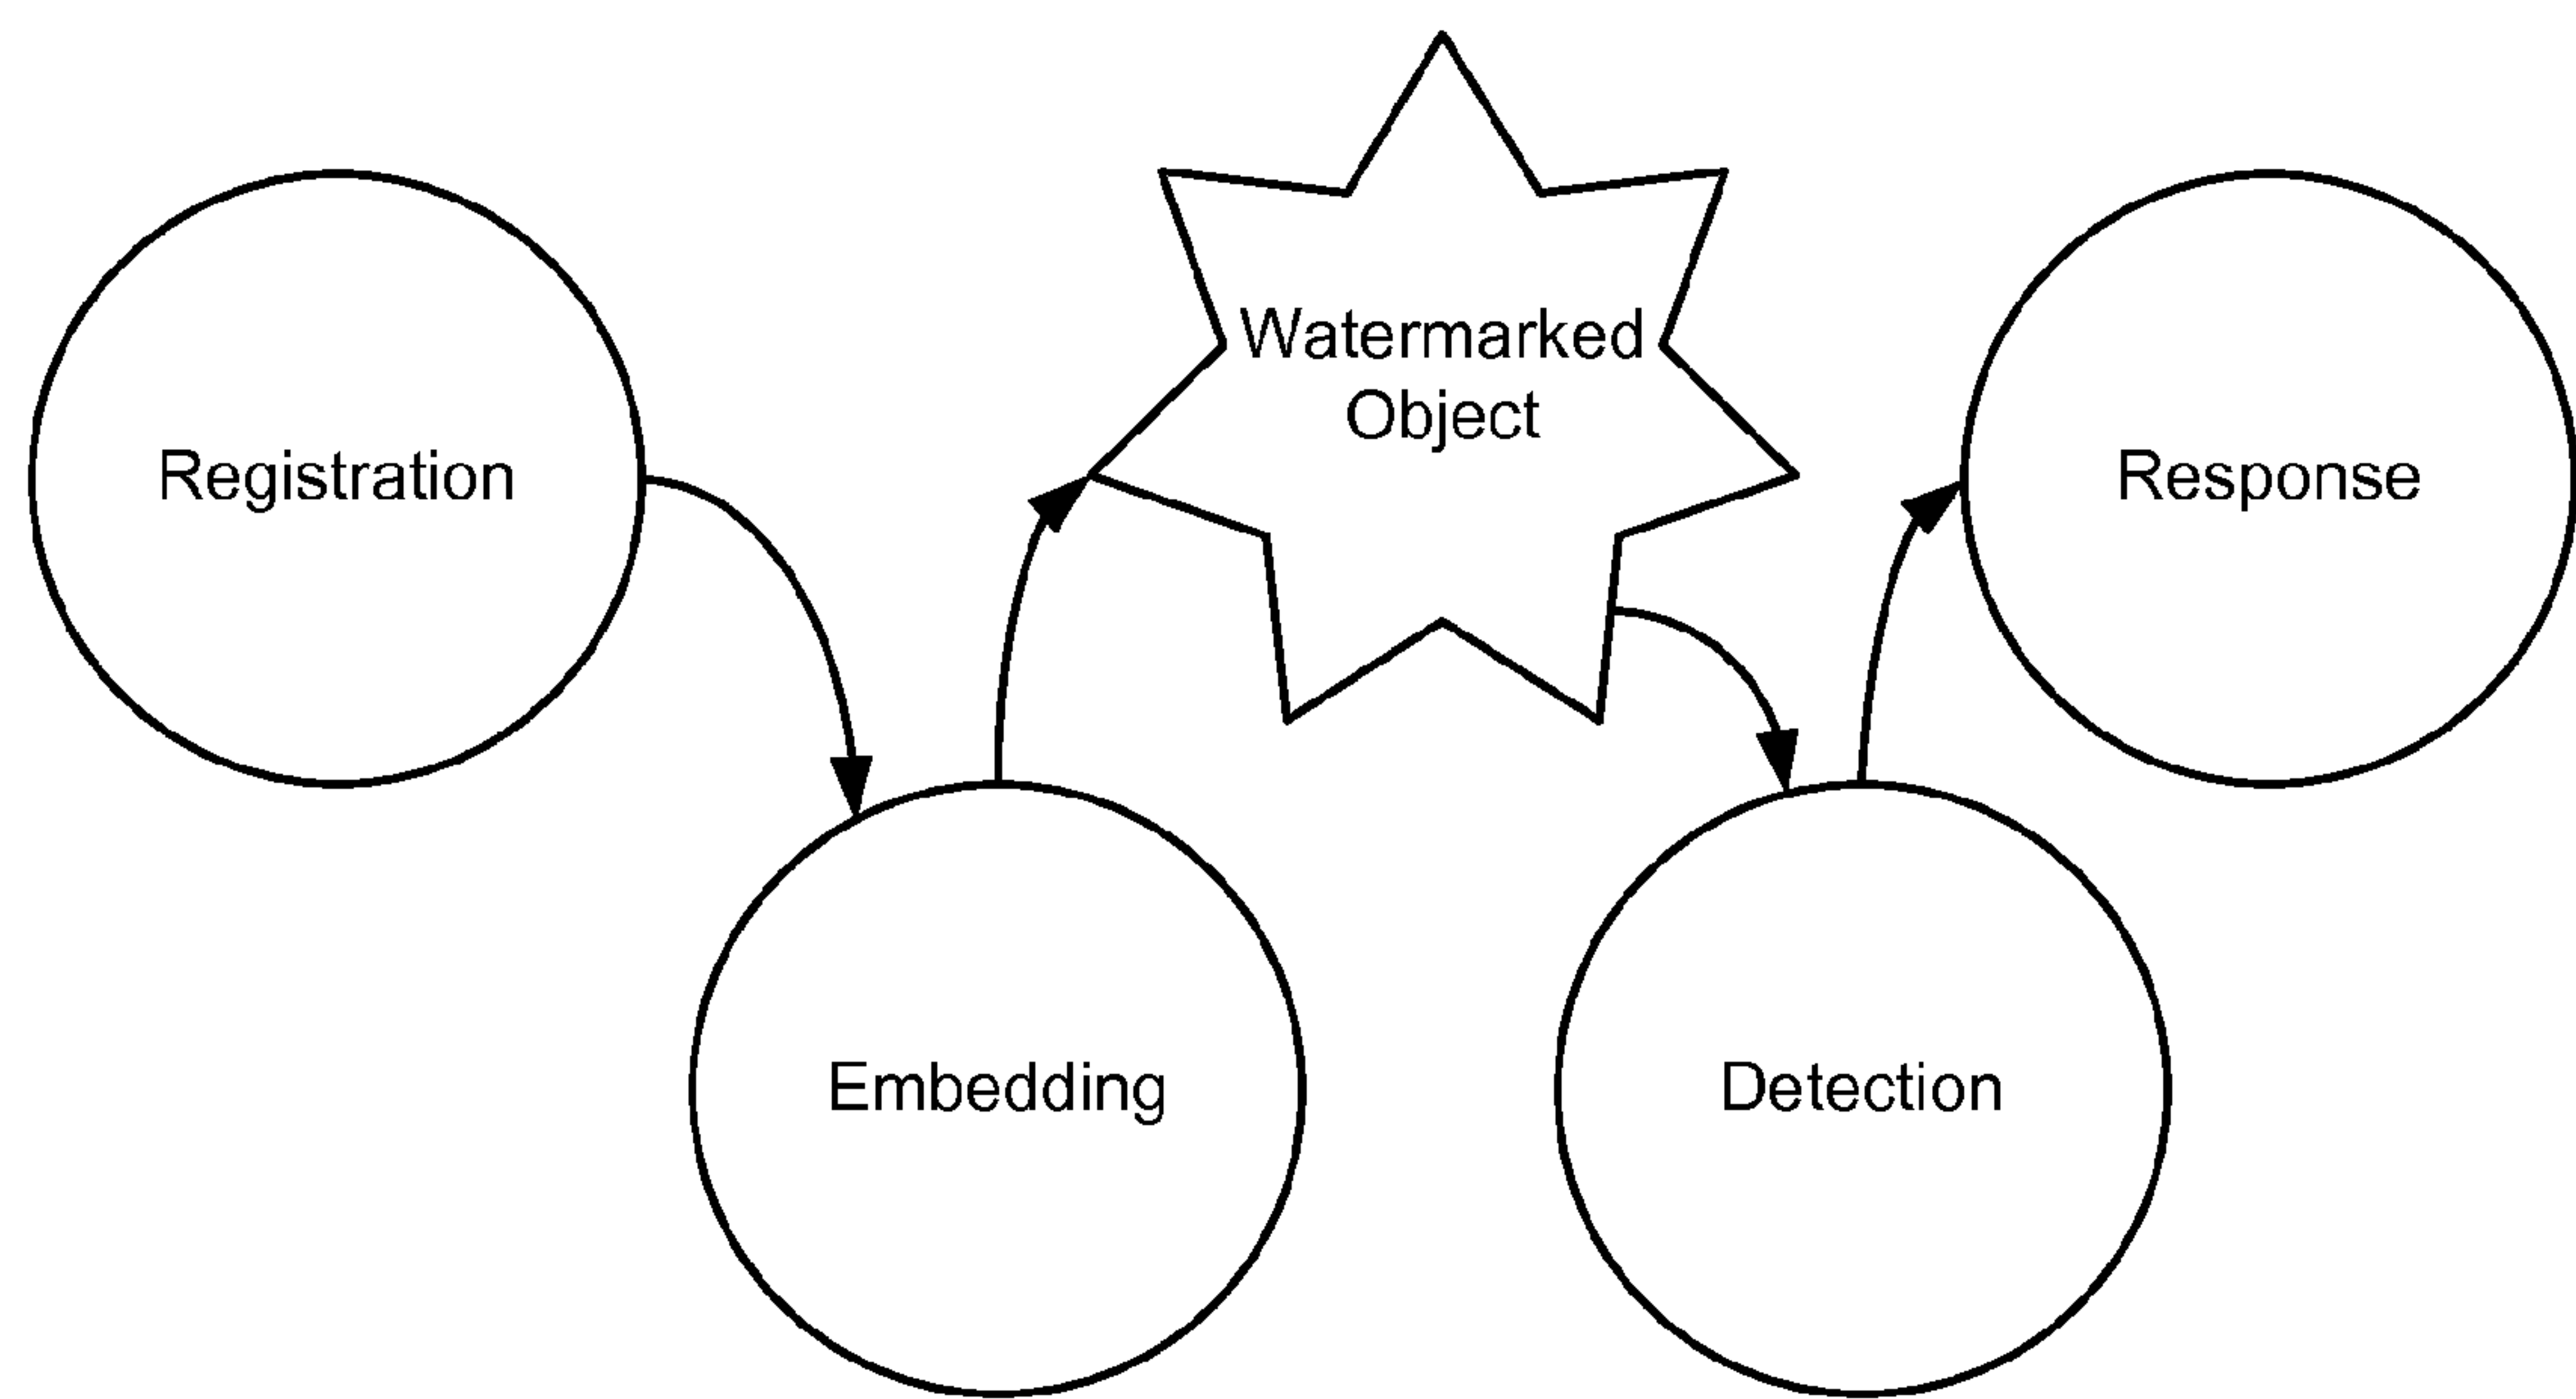 Registration
Embedding
Watermarked
Object
Detection
Response